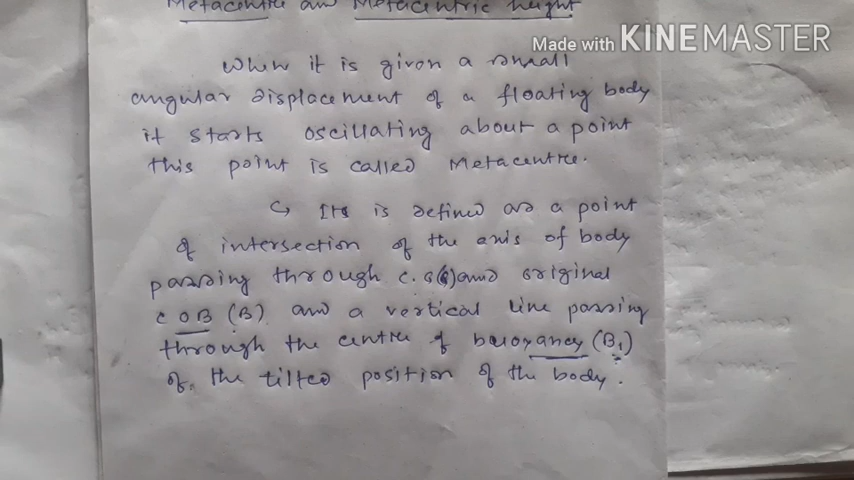 Metacentre and Metacentric height
Made with KINEMASTER
When it is given a small
angular displacement of a floating body
it starts oscillating about a point
this point is called Metacentre.
↳ Its is defined as a point
of intersection of the axis of body
passing through C.G(G) and original
COB (B) and a vertical line passing
through the centre of bauoyancy (B₁)
of the tilted position of the body.